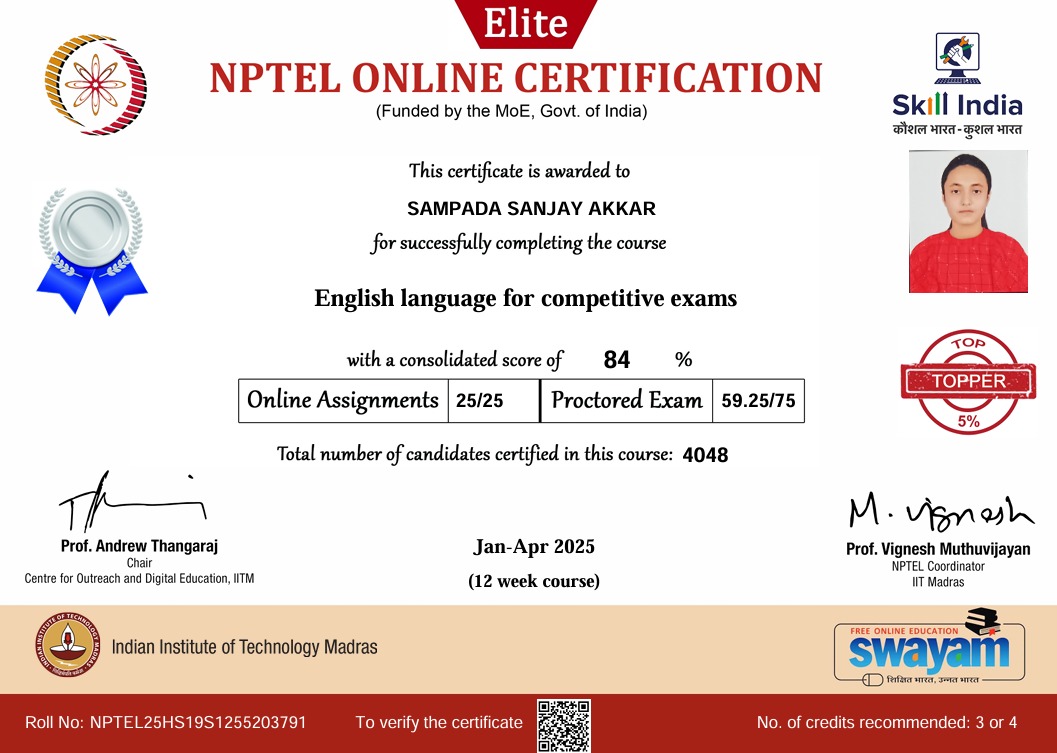 Elite
NPTEL ONLINE CERTIFICATION
(Funded by the MoE, Govt. of India)
Skill India
कौशल भारत - कुशल भारत
This certificate is awarded to
SAMPADA SANJAY AKKAR
for successfully completing the course
English language for competitive exams
with a consolidated score of 84 %
Online Assignments 25/25 Proctored Exam 59.25/75
TOP
TOPPER
5%
Total number of candidates certified in this course: 4048
M. Vignesh
Prof. Andrew Thangaraj
Chair
Centre for Outreach and Digital Education, IITM
Jan-Apr 2025
(12 week course)
Prof. Vignesh Muthuvijayan
NPTEL Coordinator
IIT Madras
INDIAN INSTITUTE OF TECHNOLOGY MADRAS
Indian Institute of Technology Madras
FREE ONLINE EDUCATION
swayam
शिक्षित भारत, उन्नत भारत
Roll No: NPTEL25HS19S1255203791
To verify the certificate
No. of credits recommended: 3 or 4